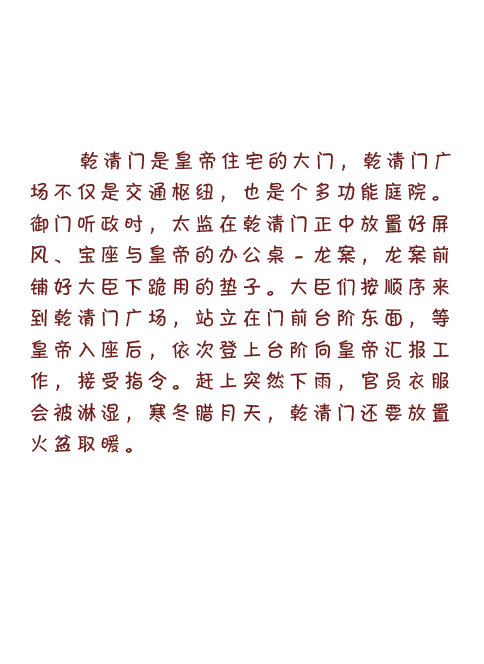 乾清门是皇帝住宅的大门，乾清门广
场不仅是交通枢纽，也是个多功能庭院。
御门听政时，太监在乾清门正中放置好屏
风、宝座与皇帝的办公桌-龙案，龙案前
铺好大臣下跪用的垫子。大臣们按顺序来
到乾清门广场，站立在门前台阶东面，等
皇帝入座后，依次登上台阶向皇帝汇报工
作，接受指令。赶上突然下雨，官员衣服
会被淋湿，寒冬腊月天，乾清门还要放置
火盆取暖。